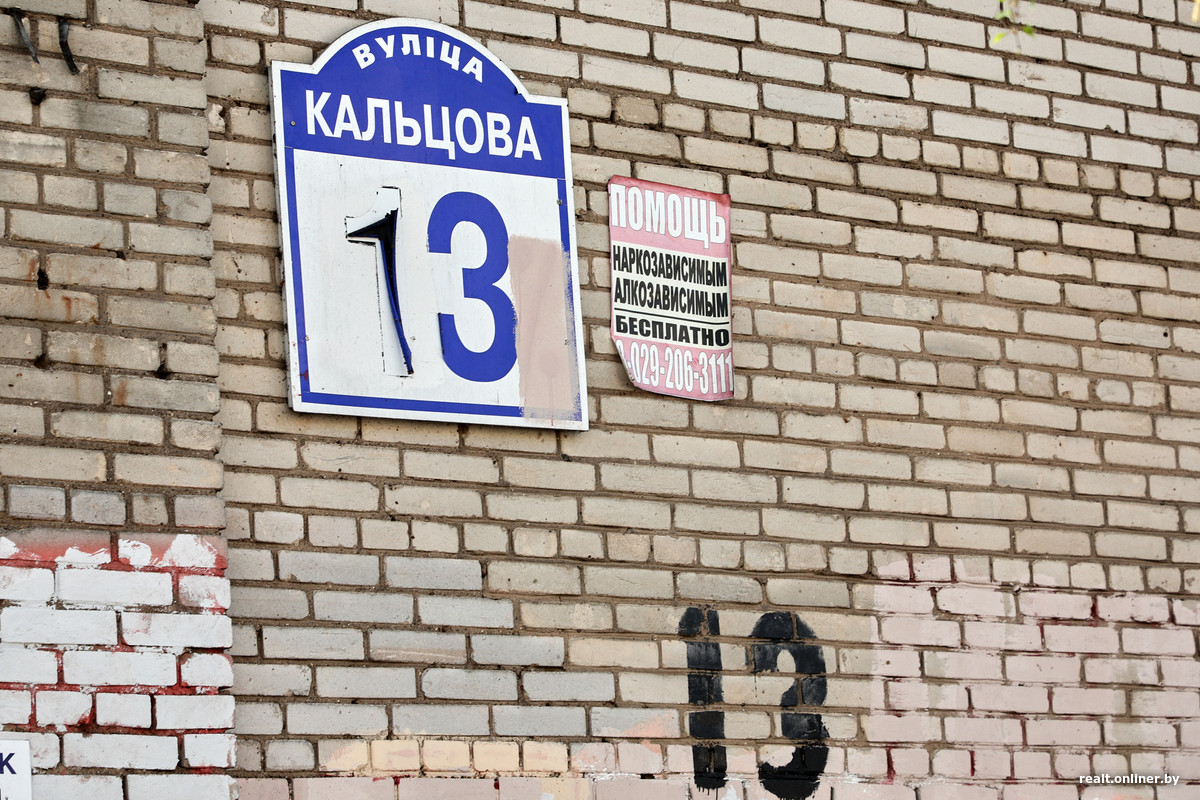 ВУЛІЦА
КАЛЬЦОВА
13
ПОМОЩЬ
НАРКОЗАВИСИМЫМ
АЛКОЗАВИСИМЫМ
БЕСПЛАТНО
8-029-206-3111
13
К
realt.onliner.by